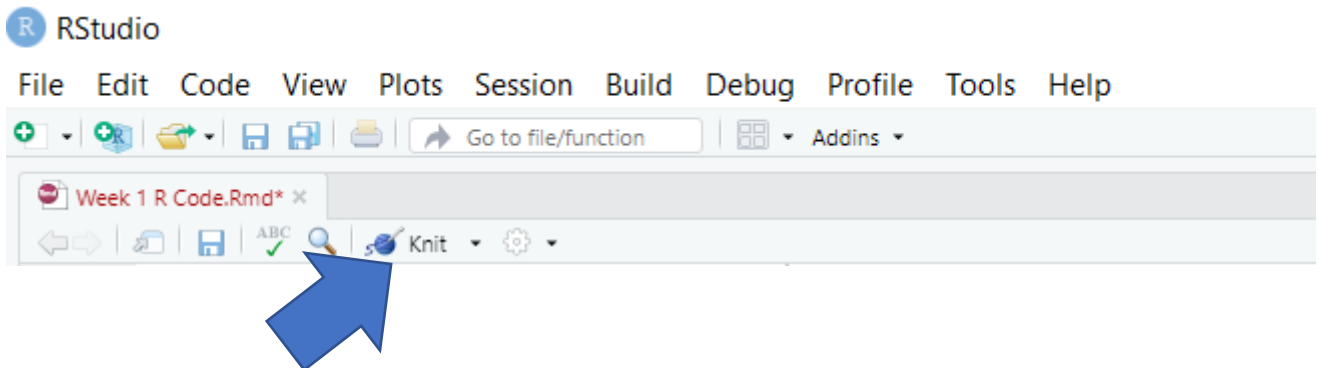 R RStudio
File Edit Code View Plots Session Build Debug Profile Tools Help
R Go to file/function Addins
Week 1 R Code.Rmd*
ABC Knit